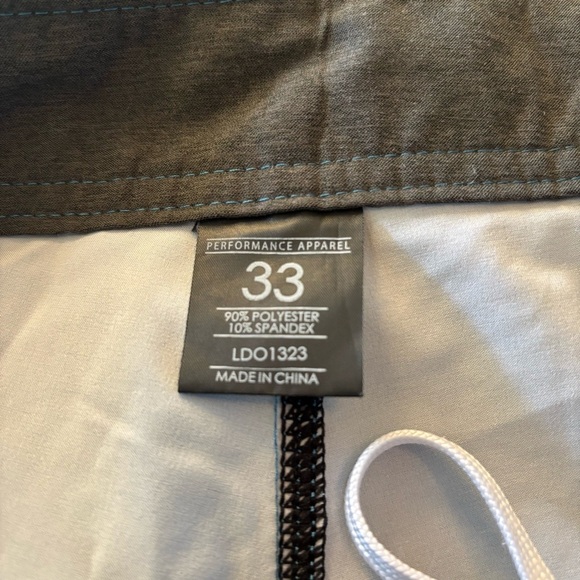 PERFORMANCE APPAREL
33
90% POLYESTER
10% SPANDEX
LDO1323
MADE IN CHINA